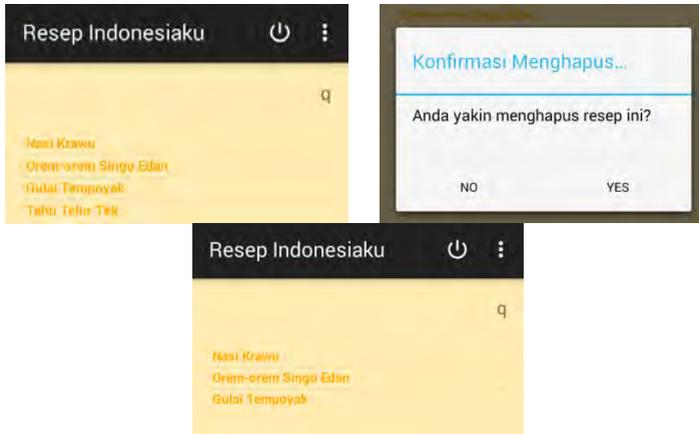 Resep Indonesiaku
q
Nasi Krawu
Orem-orem Singo Edan
Gulai Tempoyak
Tahu Telur Tek
Konfirmasi Menghapus...
Anda yakin menghapus resep ini?
NO YES
Resep Indonesiaku
q
Nasi Krawu
Orem-orem Singo Edan
Gulai Tempoyak